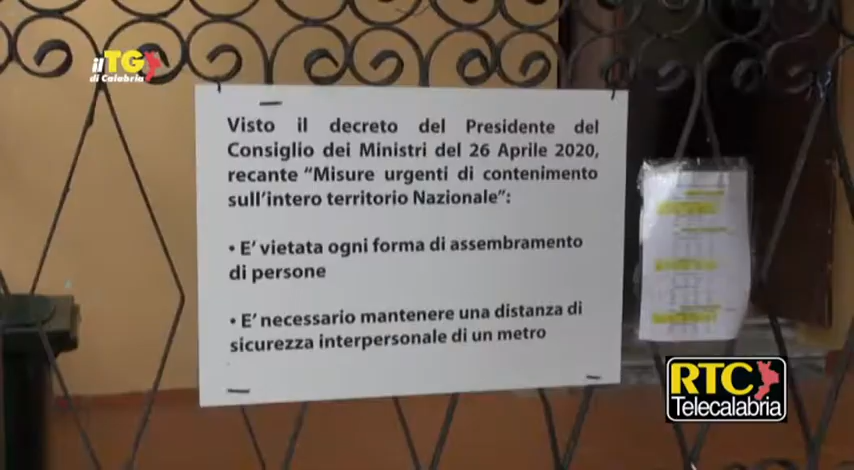 ilTG
di Calabria
Visto il decreto del Presidente del
Consiglio dei Ministri del 26 Aprile 2020,
recante “Misure urgenti di contenimento
sull’intero territorio Nazionale”:
• E’ vietata ogni forma di assembramento
di persone
• E’ necessario mantenere una distanza di
sicurezza interpersonale di un metro
RTC
Telecalabria